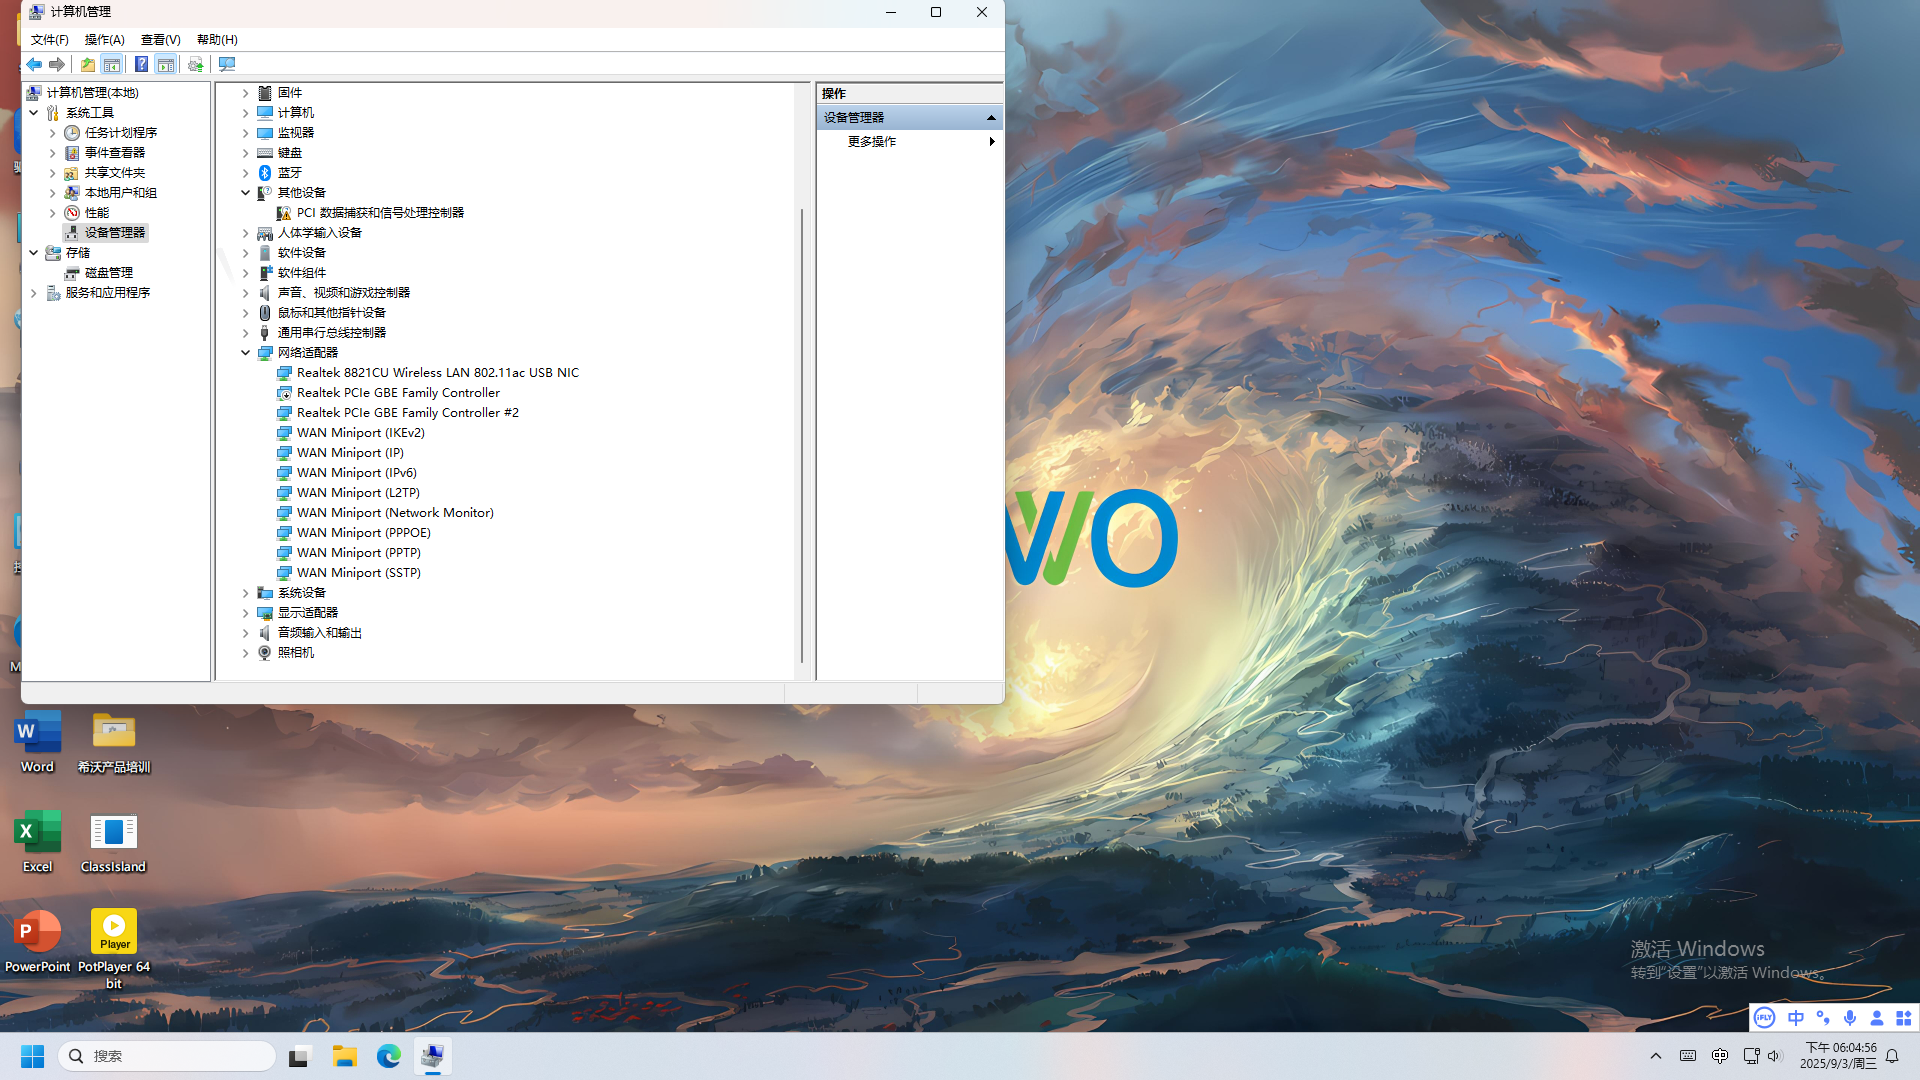 计算机管理
文件(F) 操作(A) 查看(V) 帮助(H)
计算机管理(本地)
系统工具
任务计划程序
事件查看器
共享文件夹
本地用户和组
性能
设备管理器
存储
磁盘管理
服务和应用程序
固件
计算机
监视器
键盘
蓝牙
其他设备
PCI 数据捕获和信号处理控制器
人体学输入设备
软件设备
软件组件
声音、视频和游戏控制器
鼠标和其他指针设备
通用串行总线控制器
网络适配器
Realtek 8821CU Wireless LAN 802.11ac USB NIC
Realtek PCIe GBE Family Controller
Realtek PCIe GBE Family Controller #2
WAN Miniport (IKEv2)
WAN Miniport (IP)
WAN Miniport (IPv6)
WAN Miniport (L2TP)
WAN Miniport (Network Monitor)
WAN Miniport (PPPOE)
WAN Miniport (PPTP)
WAN Miniport (SSTP)
系统设备
显示适配器
音频输入和输出
照相机
操作
设备管理器
更多操作
WO
Word
希沃产品培训
Excel
ClassIsland
Player
PowerPoint
PotPlayer 64
bit
激活 Windows
转到"设置"以激活 Windows。
iFLY 中
搜索
中
下午 06:04:56
2025/9/3/周三